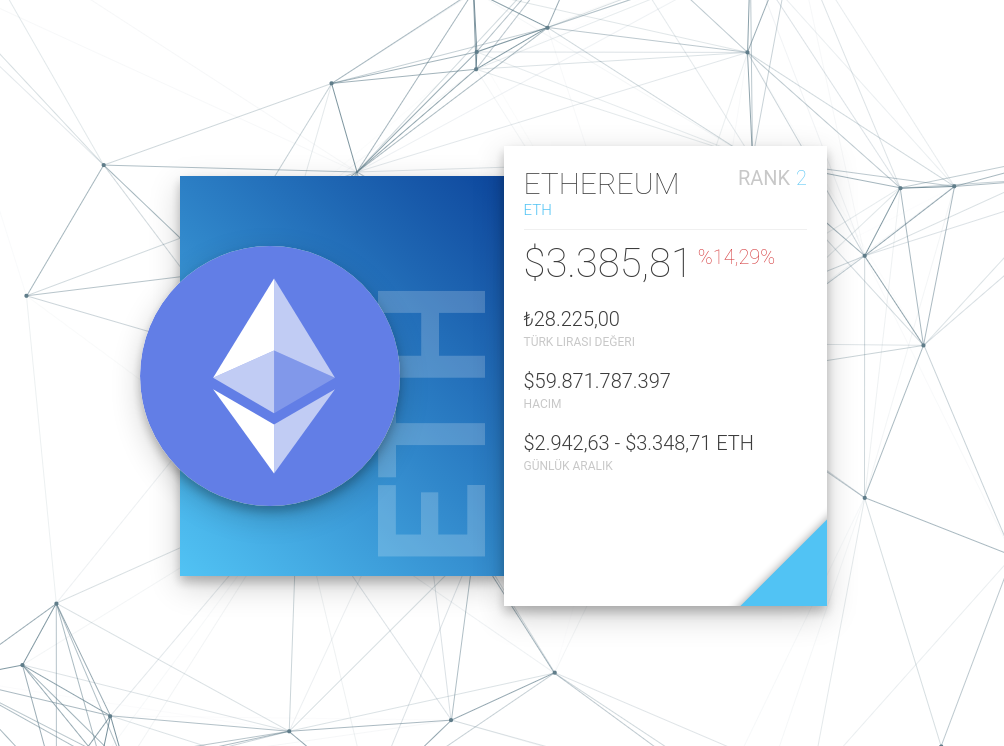 ETH
ETHEREUM
RANK 2
ETH
$3.385,81 %14,29%
₺28.225,00
TÜRK LIRASI DEĞERI
$59.871.787.397
HACIM
$2.942,63 - $3.348,71 ETH
GÜNLÜK ARALIK